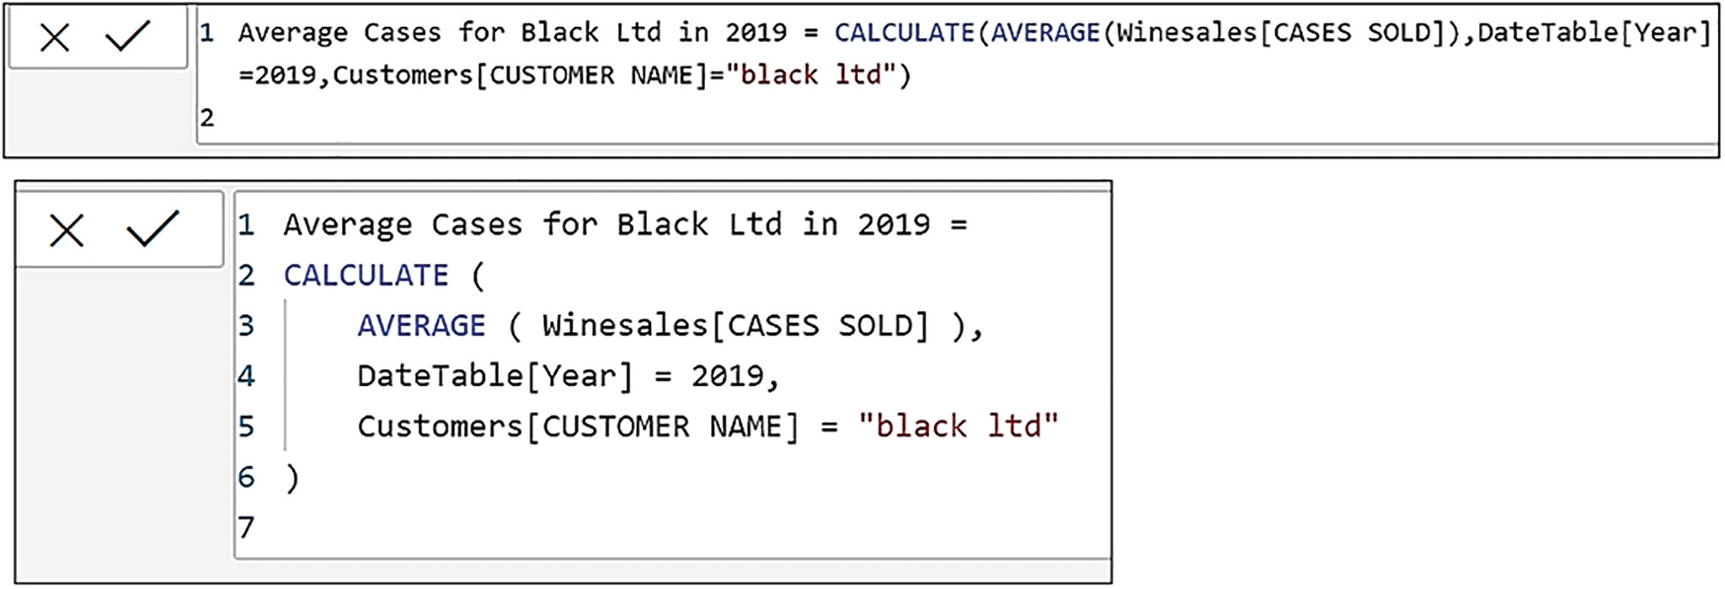 1 Average Cases for Black Ltd in 2019 = CALCULATE(AVERAGE(Winesales[CASES SOLD]),DateTable[Year]
=2019,Customers[CUSTOMER NAME]="black ltd")
2
1 Average Cases for Black Ltd in 2019 =
2 CALCULATE (
3 AVERAGE ( Winesales[CASES SOLD] ),
4 DateTable[Year] = 2019,
5 Customers[CUSTOMER NAME] = "black ltd"
6 )
7